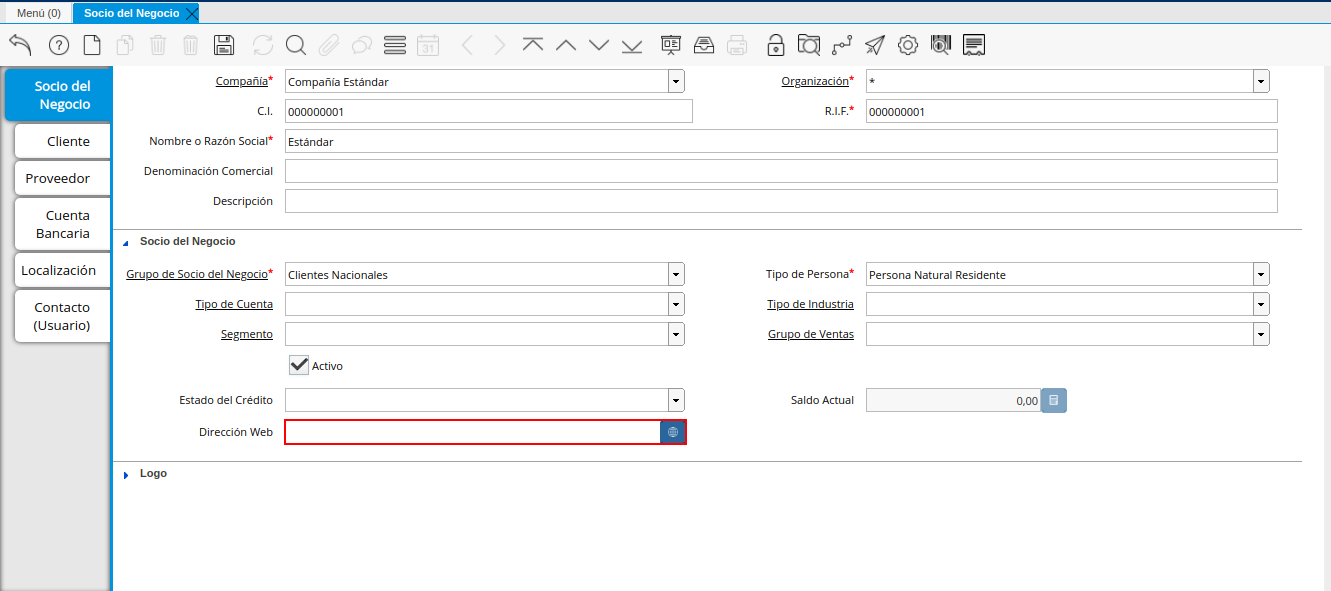 Menú (0)
Socio del Negocio
31
Socio del
Negocio
Cliente
Proveedor
Cuenta
Bancaria
Localización
Contacto
(Usuario)
Compañía* Compañía Estándar Organización* *
C.I. 000000001 R.I.F.* 000000001
Nombre o Razón Social* Estándar
Denominación Comercial
Descripción
Socio del Negocio
Grupo de Socio del Negocio* Clientes Nacionales Tipo de Persona* Persona Natural Residente
Tipo de Cuenta Tipo de Industria
Segmento Grupo de Ventas
Activo
Estado del Crédito Saldo Actual 0,00
Dirección Web
Logo